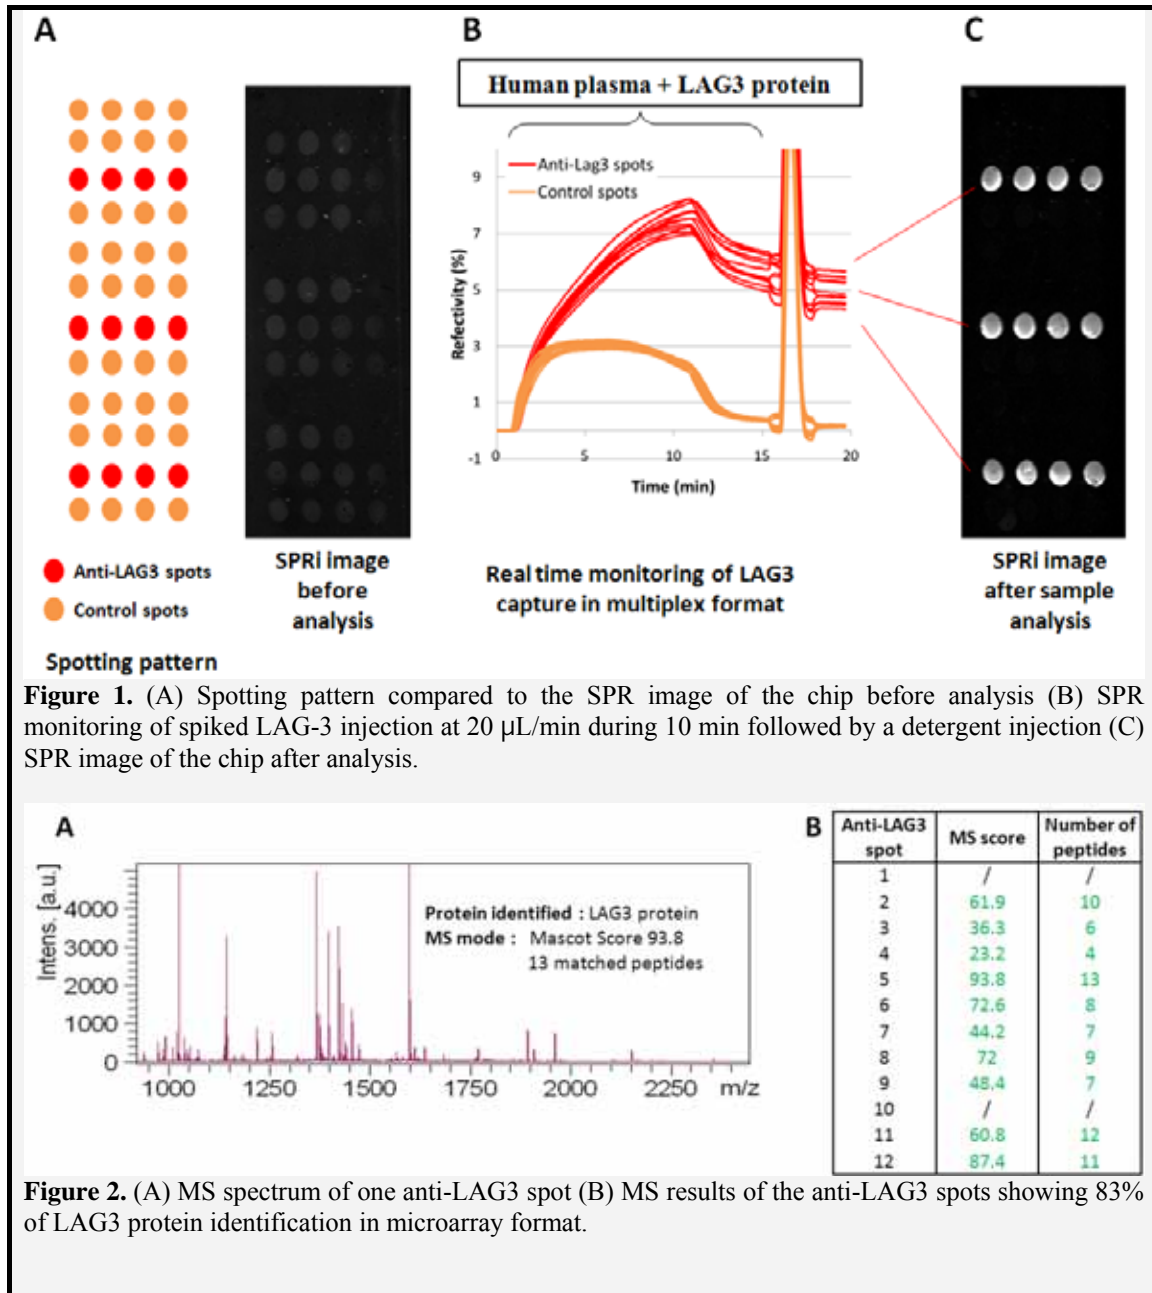 A
B
C
Human plasma + LAG3 protein
Anti-Lag3 spots
Control spots
9
7
5
3
1
-1
Refectivity (%)
0
5
10
15
20
Time (min)
Anti-LAG3 spots
Control spots
Spotting pattern
SPRi image
before
analysis
Real time monitoring of LAG3
capture in multiplex format
SPRi image
after sample
analysis
Figure 1. (A) Spotting pattern compared to the SPR image of the chip before analysis (B) SPR
monitoring of spiked LAG-3 injection at 20 µL/min during 10 min followed by a detergent injection (C)
SPR image of the chip after analysis.
A
Intens. [a.u.]
4000
3000
2000
1000
0
Protein identified : LAG3 protein
MS mode : Mascot Score 93.8
13 matched peptides
1000
1250
1500
1750
2000
2250
m/z
B
Anti-LAG3 spot MS score Number of peptides
1 / /
2 61.9 10
3 36.3 6
4 23.2 4
5 93.8 13
6 72.6 8
7 44.2 7
8 72 9
9 48.4 7
10 / /
11 60.8 12
12 87.4 11
Figure 2. (A) MS spectrum of one anti-LAG3 spot (B) MS results of the anti-LAG3 spots showing 83%
of LAG3 protein identification in microarray format.